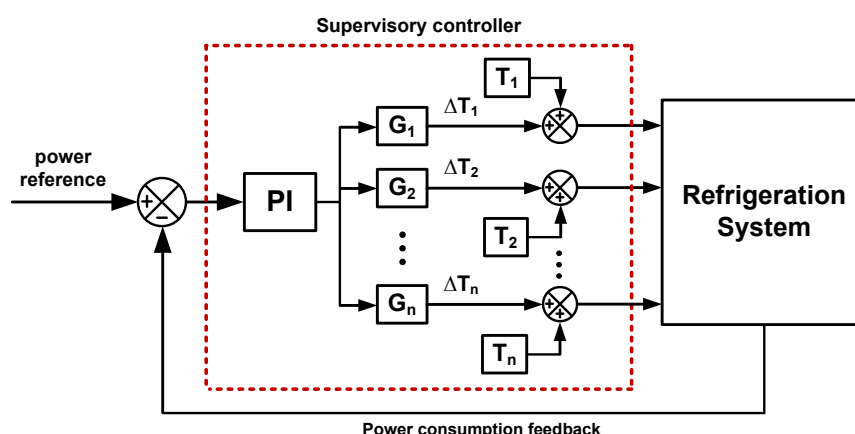 Supervisory controller
T1
G1
ΔT1
+
+
power
reference
+
−
PI
G2
ΔT2
+
+
Refrigeration
System
T2
Gn
ΔTn
+
+
Tn
Power consumption feedback